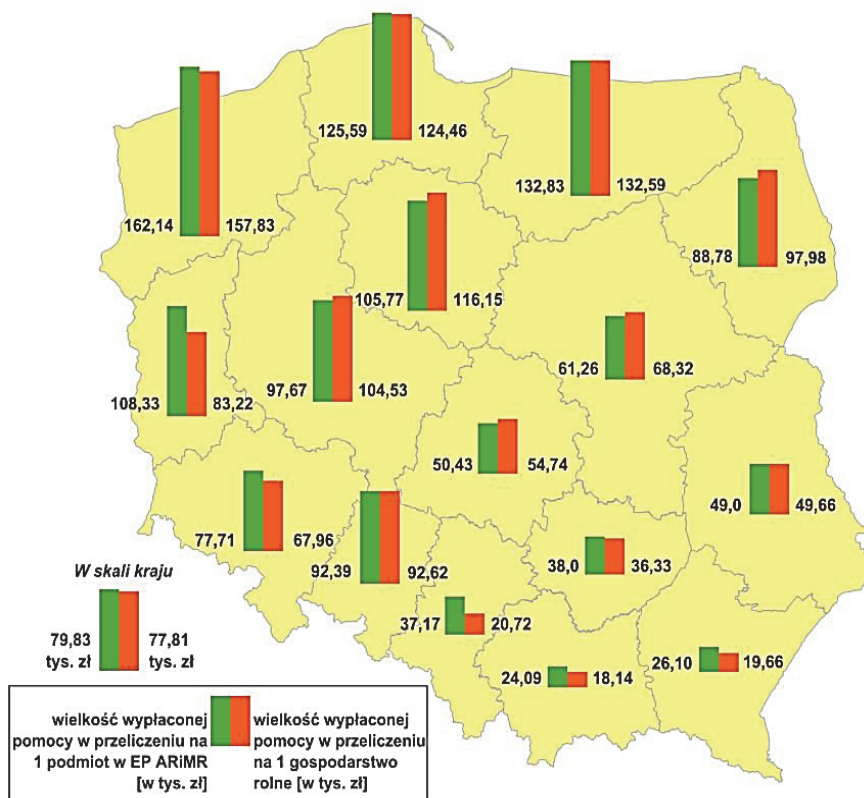 125,59 124,46
132,83 132,59
162,14 157,83
88,78 97,98
105,77 116,15
61,26 68,32
97,67 104,53
108,33 83,22
50,43 54,74
49,0 49,66
77,71 67,96
92,39 92,62
38,0 36,33
W skali kraju
37,17 20,72
79,83 77,81
tys. zł tys. zł
26,10 19,66
24,09 18,14
wielkość wypłaconej
pomocy w przeliczeniu na
1 podmiot w EP ARiMR
[w tys. zł]
wielkość wypłaconej
pomocy w przeliczeniu
na 1 gospodarstwo
rolne [w tys. zł]